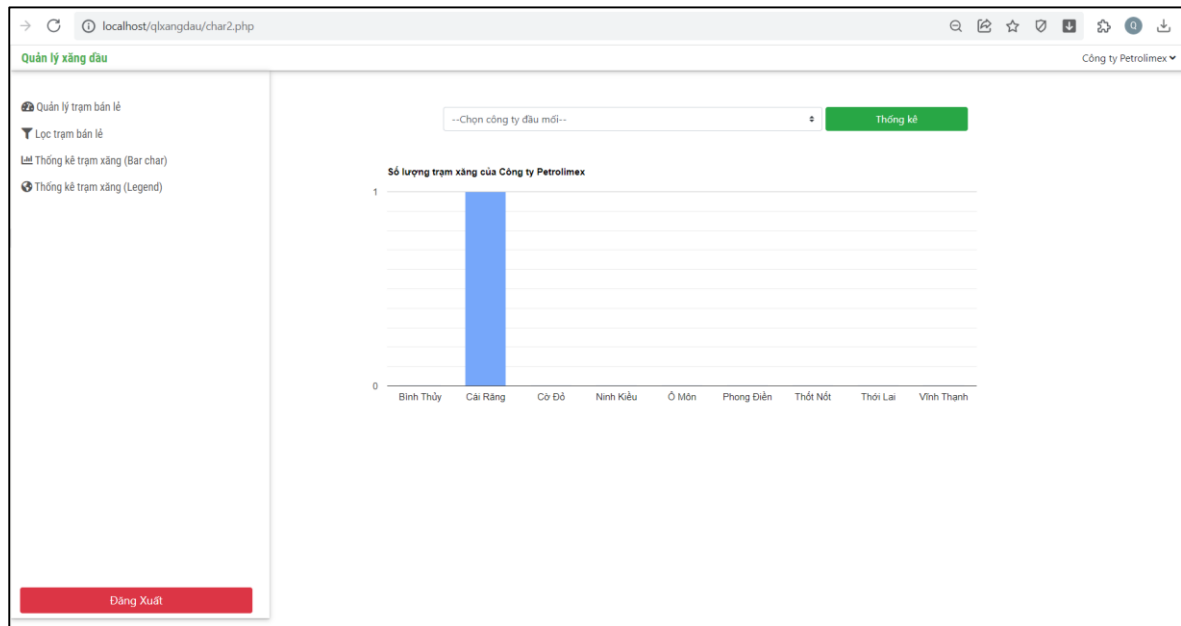 localhost/qlxangdau/char2.php
Q
Quản lý xăng dầu
Công ty Petrolimex
Quản lý trạm bán lẻ
Lọc trạm bán lẻ
Thống kê trạm xăng (Bar char)
Thống kê trạm xăng (Legend)
--Chọn công ty đầu mối--
Thống kê
Số lượng trạm xăng của Công ty Petrolimex
1
0
Bình Thủy Cái Răng Cờ Đỏ Ninh Kiều Ô Môn Phong Điền Thốt Nốt Thới Lai Vĩnh Thạnh
Đăng Xuất